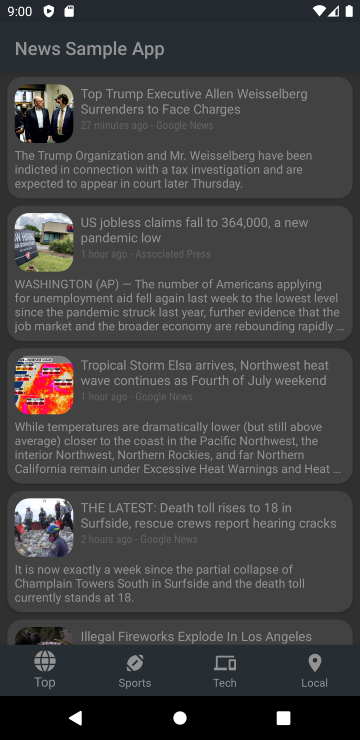 9:00
News Sample App
Top Trump Executive Allen Weisselberg
Surrenders to Face Charges
27 minutes ago - Google News
The Trump Organization and Mr. Weisselberg have been
indicted in connection with a tax investigation and are
expected to appear in court later Thursday.
US jobless claims fall to 364,000, a new
pandemic low
1 hour ago - Associated Press
WASHINGTON (AP) — The number of Americans applying
for unemployment aid fell again last week to the lowest level
since the pandemic struck last year, further evidence that the
job market and the broader economy are rebounding rapidly …
Tropical Storm Elsa arrives, Northwest heat
wave continues as Fourth of July weekend
1 hour ago - Google News
While temperatures are dramatically lower (but still above
average) closer to the coast in the Pacific Northwest, the
interior Northwest, Northern Rockies, and far Northern
California remain under Excessive Heat Warnings and Heat …
THE LATEST: Death toll rises to 18 in
Surfside, rescue crews report hearing cracks
2 hours ago - Google News
It is now exactly a week since the partial collapse of
Champlain Towers South in Surfside and the death toll
currently stands at 18.
Illegal Fireworks Explode In Los Angeles
Top
Sports
Tech
Local